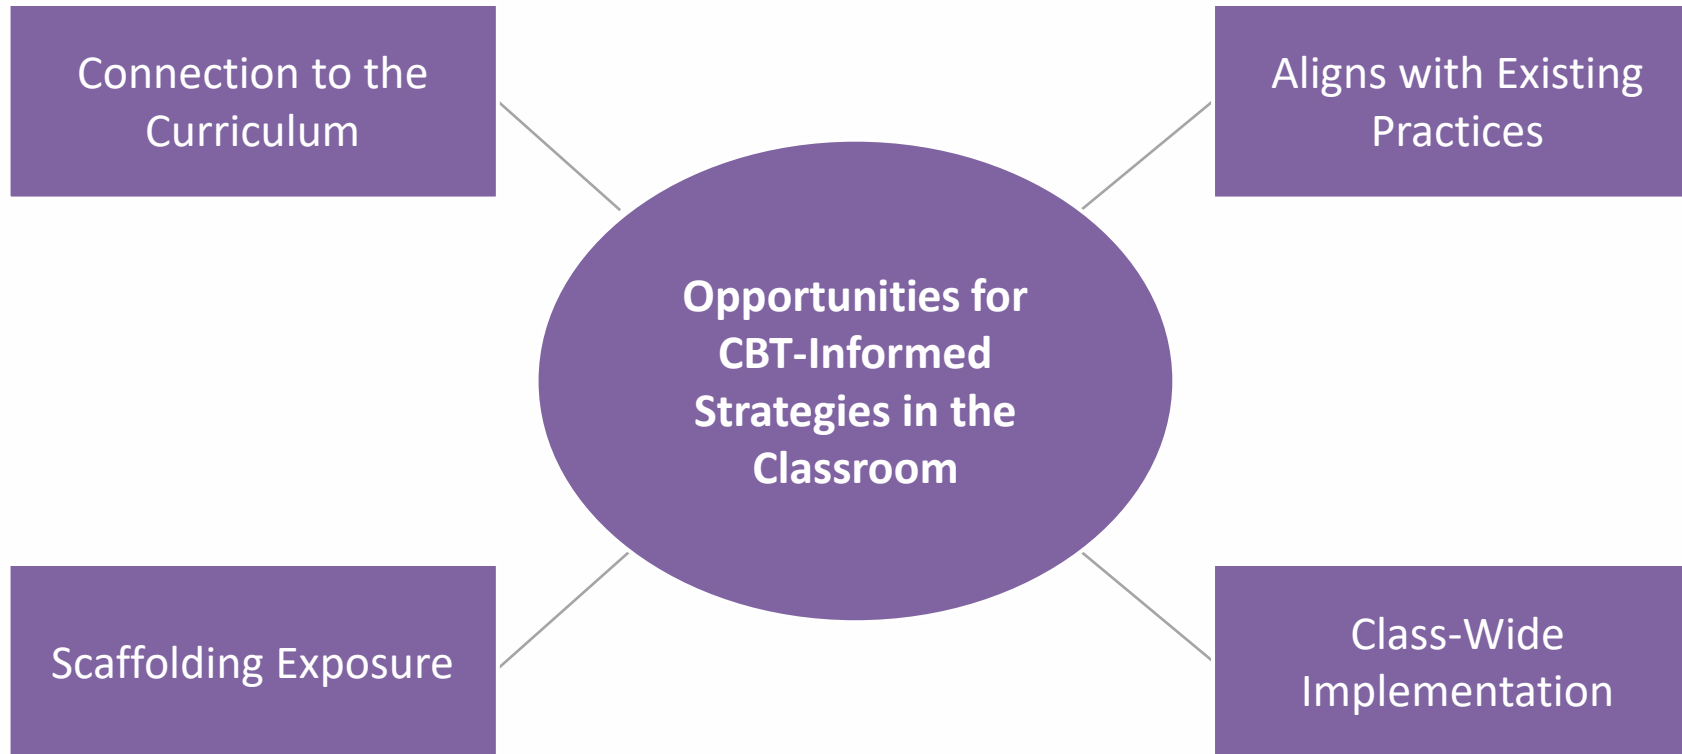 Connection to the
Curriculum
Aligns with Existing
Practices
Opportunities for
CBT-Informed
Strategies in the
Classroom
Scaffolding Exposure
Class-Wide
Implementation